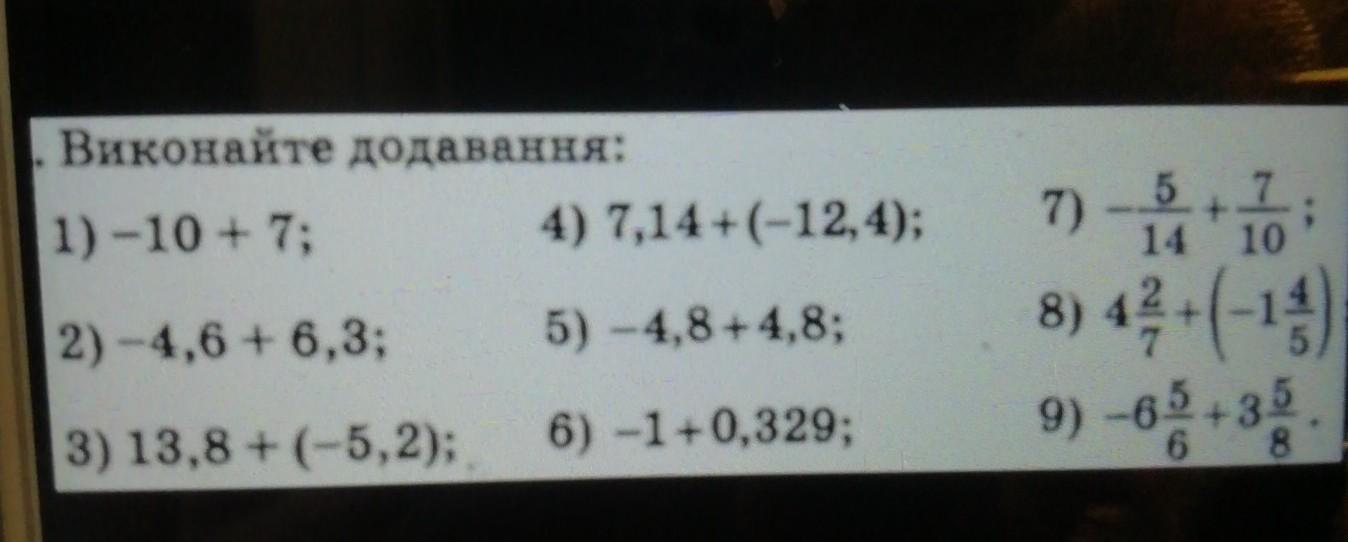 . Виконайте додавання:
1) −10 + 7;
2) −4,6 + 6,3;
3) 13,8 + (−5,2);
4) 7,14 + (−12,4);
5) −4,8 + 4,8;
6) −1 + 0,329;
7) −5/14 + 7/10;
8) 4 2/7 + (−1 4/5)
9) −6 5/6 + 3 5/8.